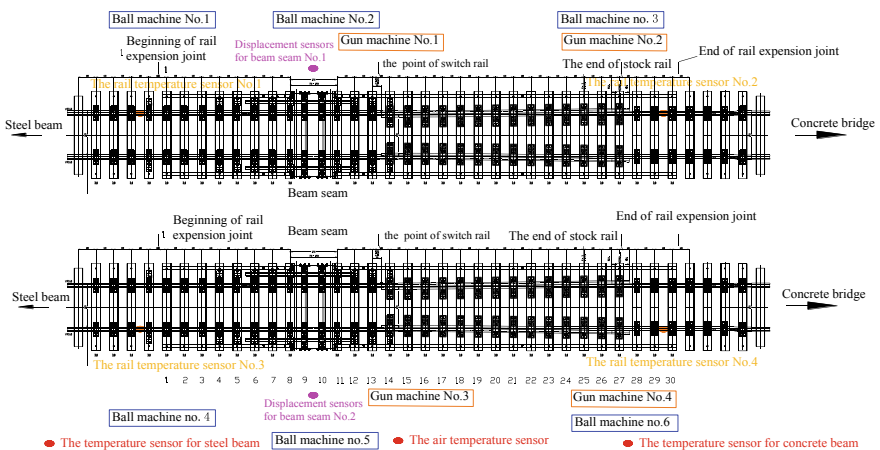 Ball machine No.1
Ball machine No.2
Ball machine no. 3
Gun machine No.1
Gun machine No.2
Beginning of rail
expension joint
1
Displacement sensors
for beam seam No.1
the point of switch rail
The end of stock rail
End of rail expension joint
The rail temperature sensor No.1
The rail temperature sensor No.2
Steel beam
Concrete bridge
Beam seam
Beginning of rail
expension joint
Beam seam
the point of switch rail
The end of stock rail
End of rail expension joint
Steel beam
Concrete bridge
The rail temperature sensor No.3
The rail temperature sensor No.4
1 2 3 4 5 6 7 8 9 10 11 12 13 14 15 16 17 18 19 20 21 22 23 24 25 26 27 28 29 30
Displacement sensors
for beam seam No.2
Gun machine No.3
Gun machine No.4
Ball machine no. 4
Ball machine no.5
Ball machine no.6
The temperature sensor for steel beam
The air temperature sensor
The temperature sensor for concrete beam